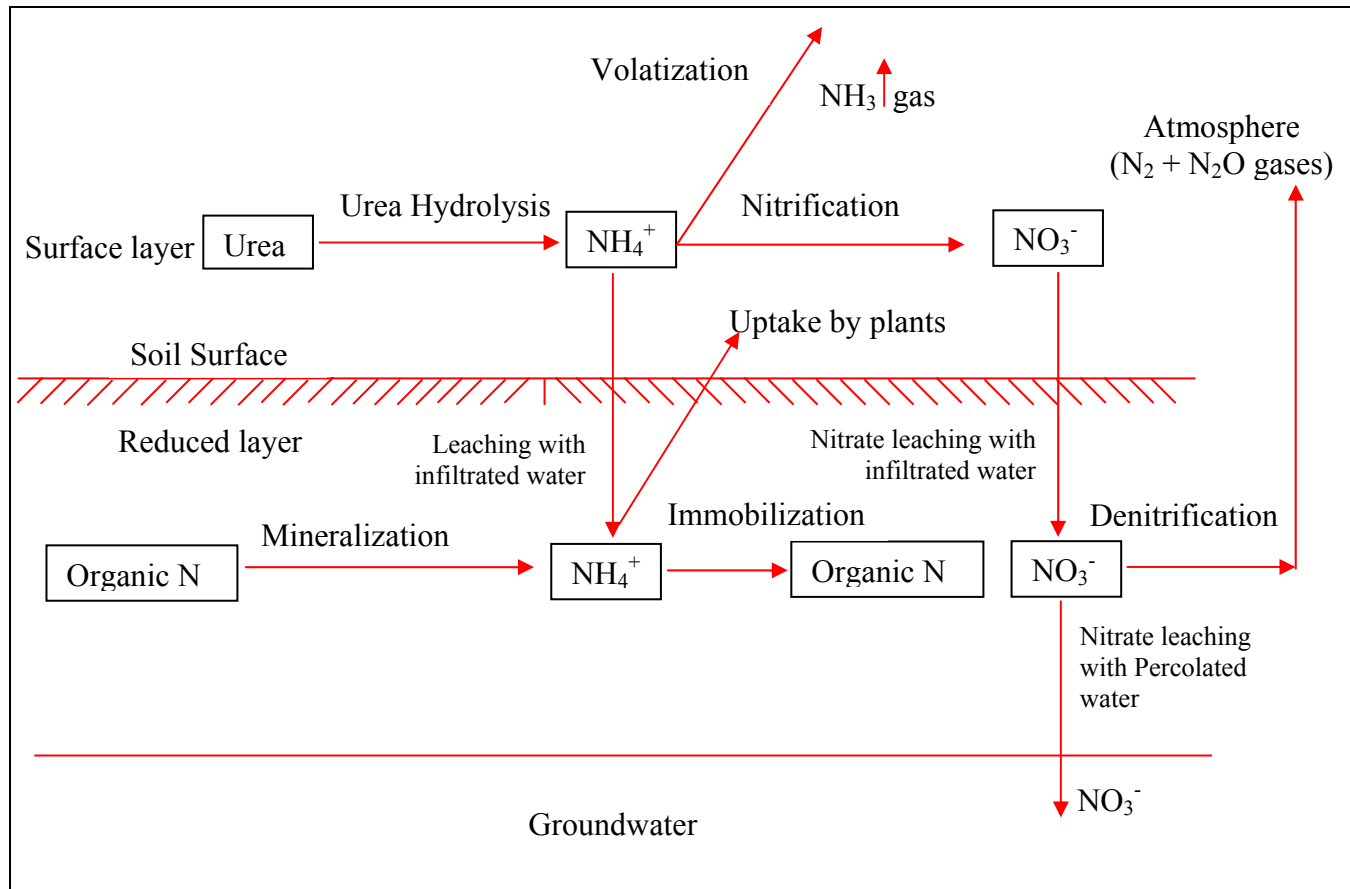 Volatization
NH₃ gas
Atmosphere
(N₂ + N₂O gases)
Urea Hydrolysis
Nitrification
Surface layer
Urea
NH₄⁺
NO₃⁻
Uptake by plants
Soil Surface
Reduced layer
Leaching with
infiltrated water
Nitrate leaching with
infiltrated water
Mineralization
Immobilization
Denitrification
Organic N
NH₄⁺
Organic N
NO₃⁻
Nitrate leaching
with Percolated
water
NO₃⁻
Groundwater